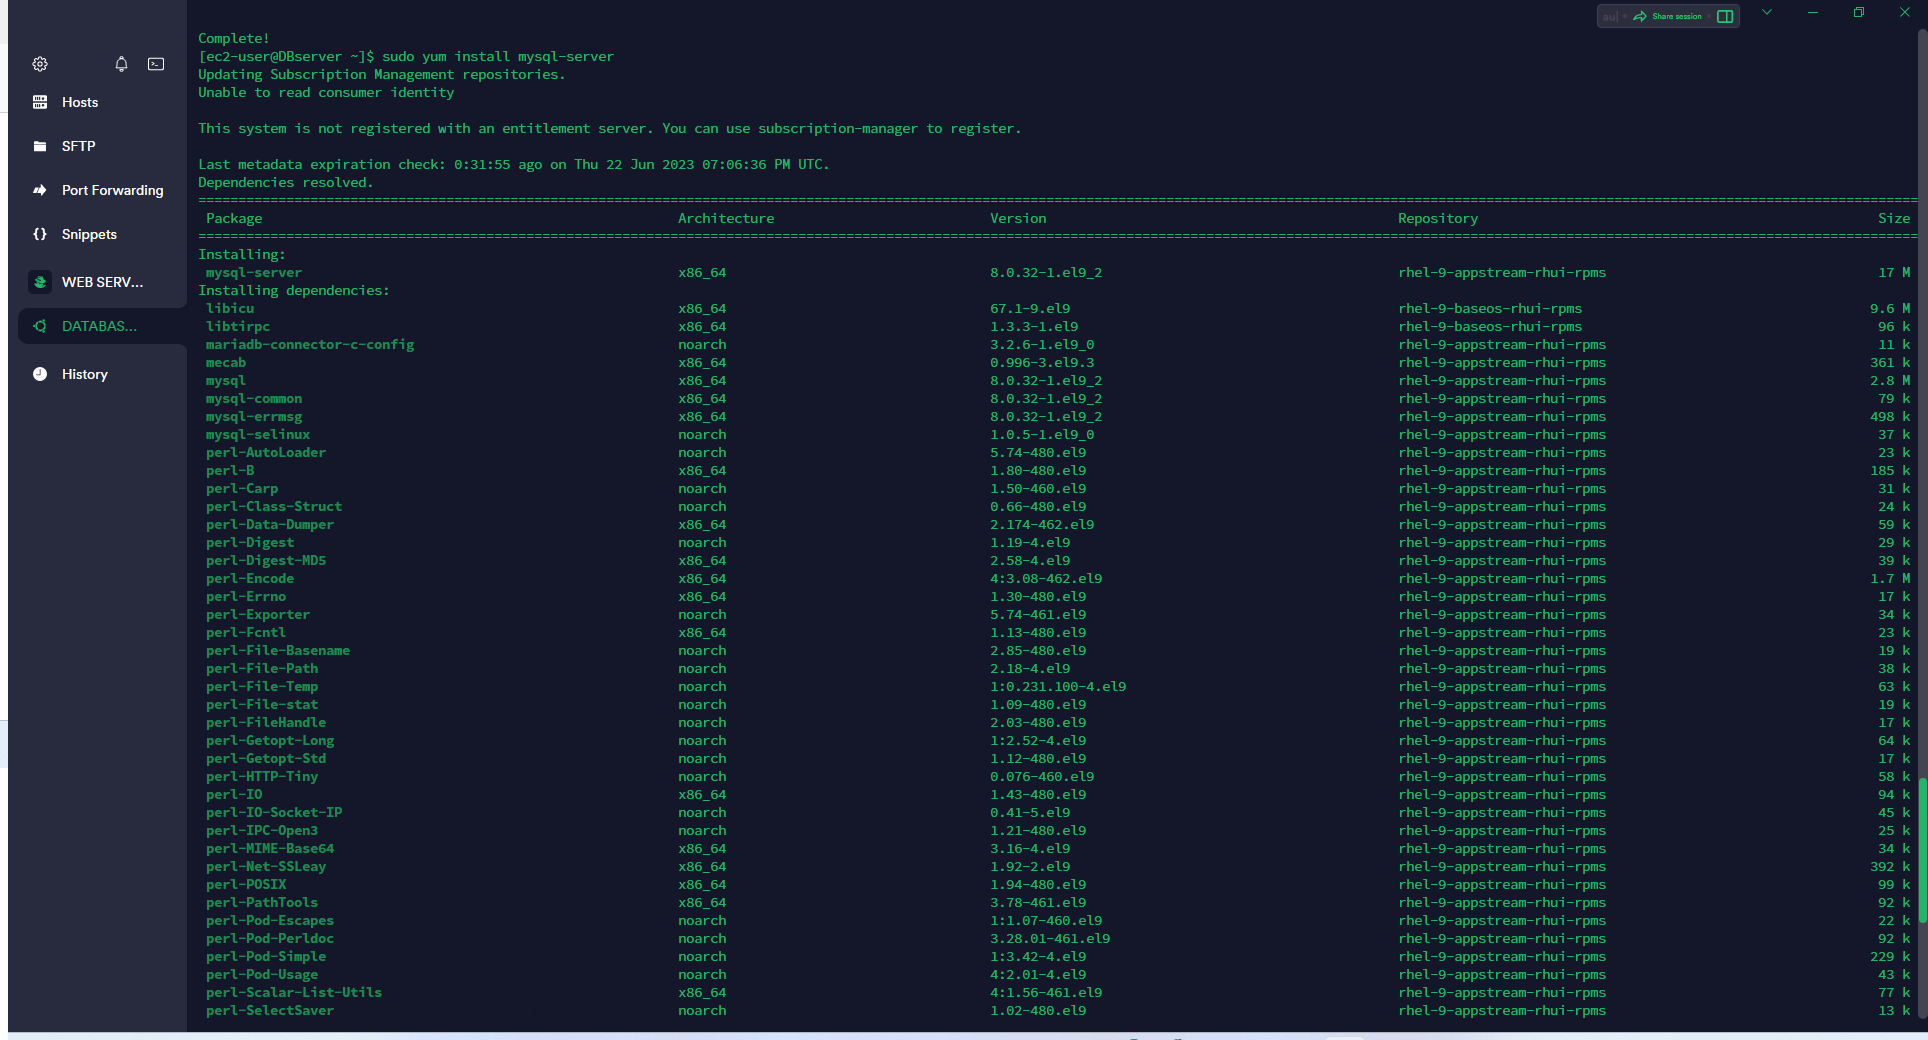 au| Share session
Hosts
SFTP
Port Forwarding
Snippets
WEB SERV...
DATABAS...
History
Complete!
[ec2-user@DBserver ~]$ sudo yum install mysql-server
Updating Subscription Management repositories.
Unable to read consumer identity
This system is not registered with an entitlement server. You can use subscription-manager to register.
Last metadata expiration check: 0:31:55 ago on Thu 22 Jun 2023 07:06:36 PM UTC.
Dependencies resolved.
Package Architecture Version Repository Size
Installing:
mysql-server x86_64 8.0.32-1.el9_2 rhel-9-appstream-rhui-rpms 17 M
Installing dependencies:
libicu x86_64 67.1-9.el9 rhel-9-baseos-rhui-rpms 9.6 M
libtirpc x86_64 1.3.3-1.el9 rhel-9-baseos-rhui-rpms 96 k
mariadb-connector-c-config noarch 3.2.6-1.el9_0 rhel-9-appstream-rhui-rpms 11 k
mecab x86_64 0.996-3.el9.3 rhel-9-appstream-rhui-rpms 361 k
mysql x86_64 8.0.32-1.el9_2 rhel-9-appstream-rhui-rpms 2.8 M
mysql-common x86_64 8.0.32-1.el9_2 rhel-9-appstream-rhui-rpms 79 k
mysql-errmsg x86_64 8.0.32-1.el9_2 rhel-9-appstream-rhui-rpms 498 k
mysql-selinux noarch 1.0.5-1.el9_0 rhel-9-appstream-rhui-rpms 37 k
perl-AutoLoader noarch 5.74-480.el9 rhel-9-appstream-rhui-rpms 23 k
perl-B x86_64 1.80-480.el9 rhel-9-appstream-rhui-rpms 185 k
perl-Carp noarch 1.50-460.el9 rhel-9-appstream-rhui-rpms 31 k
perl-Class-Struct noarch 0.66-480.el9 rhel-9-appstream-rhui-rpms 24 k
perl-Data-Dumper x86_64 2.174-462.el9 rhel-9-appstream-rhui-rpms 59 k
perl-Digest noarch 1.19-4.el9 rhel-9-appstream-rhui-rpms 29 k
perl-Digest-MD5 x86_64 2.58-4.el9 rhel-9-appstream-rhui-rpms 39 k
perl-Encode x86_64 4:3.08-462.el9 rhel-9-appstream-rhui-rpms 1.7 M
perl-Errno x86_64 1.30-480.el9 rhel-9-appstream-rhui-rpms 17 k
perl-Exporter noarch 5.74-461.el9 rhel-9-appstream-rhui-rpms 34 k
perl-Fcntl x86_64 1.13-480.el9 rhel-9-appstream-rhui-rpms 23 k
perl-File-Basename noarch 2.85-480.el9 rhel-9-appstream-rhui-rpms 19 k
perl-File-Path noarch 2.18-4.el9 rhel-9-appstream-rhui-rpms 38 k
perl-File-Temp noarch 1:0.231.100-4.el9 rhel-9-appstream-rhui-rpms 63 k
perl-File-stat noarch 1.09-480.el9 rhel-9-appstream-rhui-rpms 19 k
perl-FileHandle noarch 2.03-480.el9 rhel-9-appstream-rhui-rpms 17 k
perl-Getopt-Long noarch 1:2.52-4.el9 rhel-9-appstream-rhui-rpms 64 k
perl-Getopt-Std noarch 1.12-480.el9 rhel-9-appstream-rhui-rpms 17 k
perl-HTTP-Tiny noarch 0.076-460.el9 rhel-9-appstream-rhui-rpms 58 k
perl-IO x86_64 1.43-480.el9 rhel-9-appstream-rhui-rpms 94 k
perl-IO-Socket-IP noarch 0.41-5.el9 rhel-9-appstream-rhui-rpms 45 k
perl-IPC-Open3 noarch 1.21-480.el9 rhel-9-appstream-rhui-rpms 25 k
perl-MIME-Base64 x86_64 3.16-4.el9 rhel-9-appstream-rhui-rpms 34 k
perl-Net-SSLeay x86_64 1.92-2.el9 rhel-9-appstream-rhui-rpms 392 k
perl-POSIX x86_64 1.94-480.el9 rhel-9-appstream-rhui-rpms 99 k
perl-PathTools x86_64 3.78-461.el9 rhel-9-appstream-rhui-rpms 92 k
perl-Pod-Escapes noarch 1:1.07-460.el9 rhel-9-appstream-rhui-rpms 22 k
perl-Pod-Perldoc noarch 3.28.01-461.el9 rhel-9-appstream-rhui-rpms 92 k
perl-Pod-Simple noarch 1:3.42-4.el9 rhel-9-appstream-rhui-rpms 229 k
perl-Pod-Usage noarch 4:2.01-4.el9 rhel-9-appstream-rhui-rpms 43 k
perl-Scalar-List-Utils x86_64 4:1.56-461.el9 rhel-9-appstream-rhui-rpms 77 k
perl-SelectSaver noarch 1.02-480.el9 rhel-9-appstream-rhui-rpms 13 k